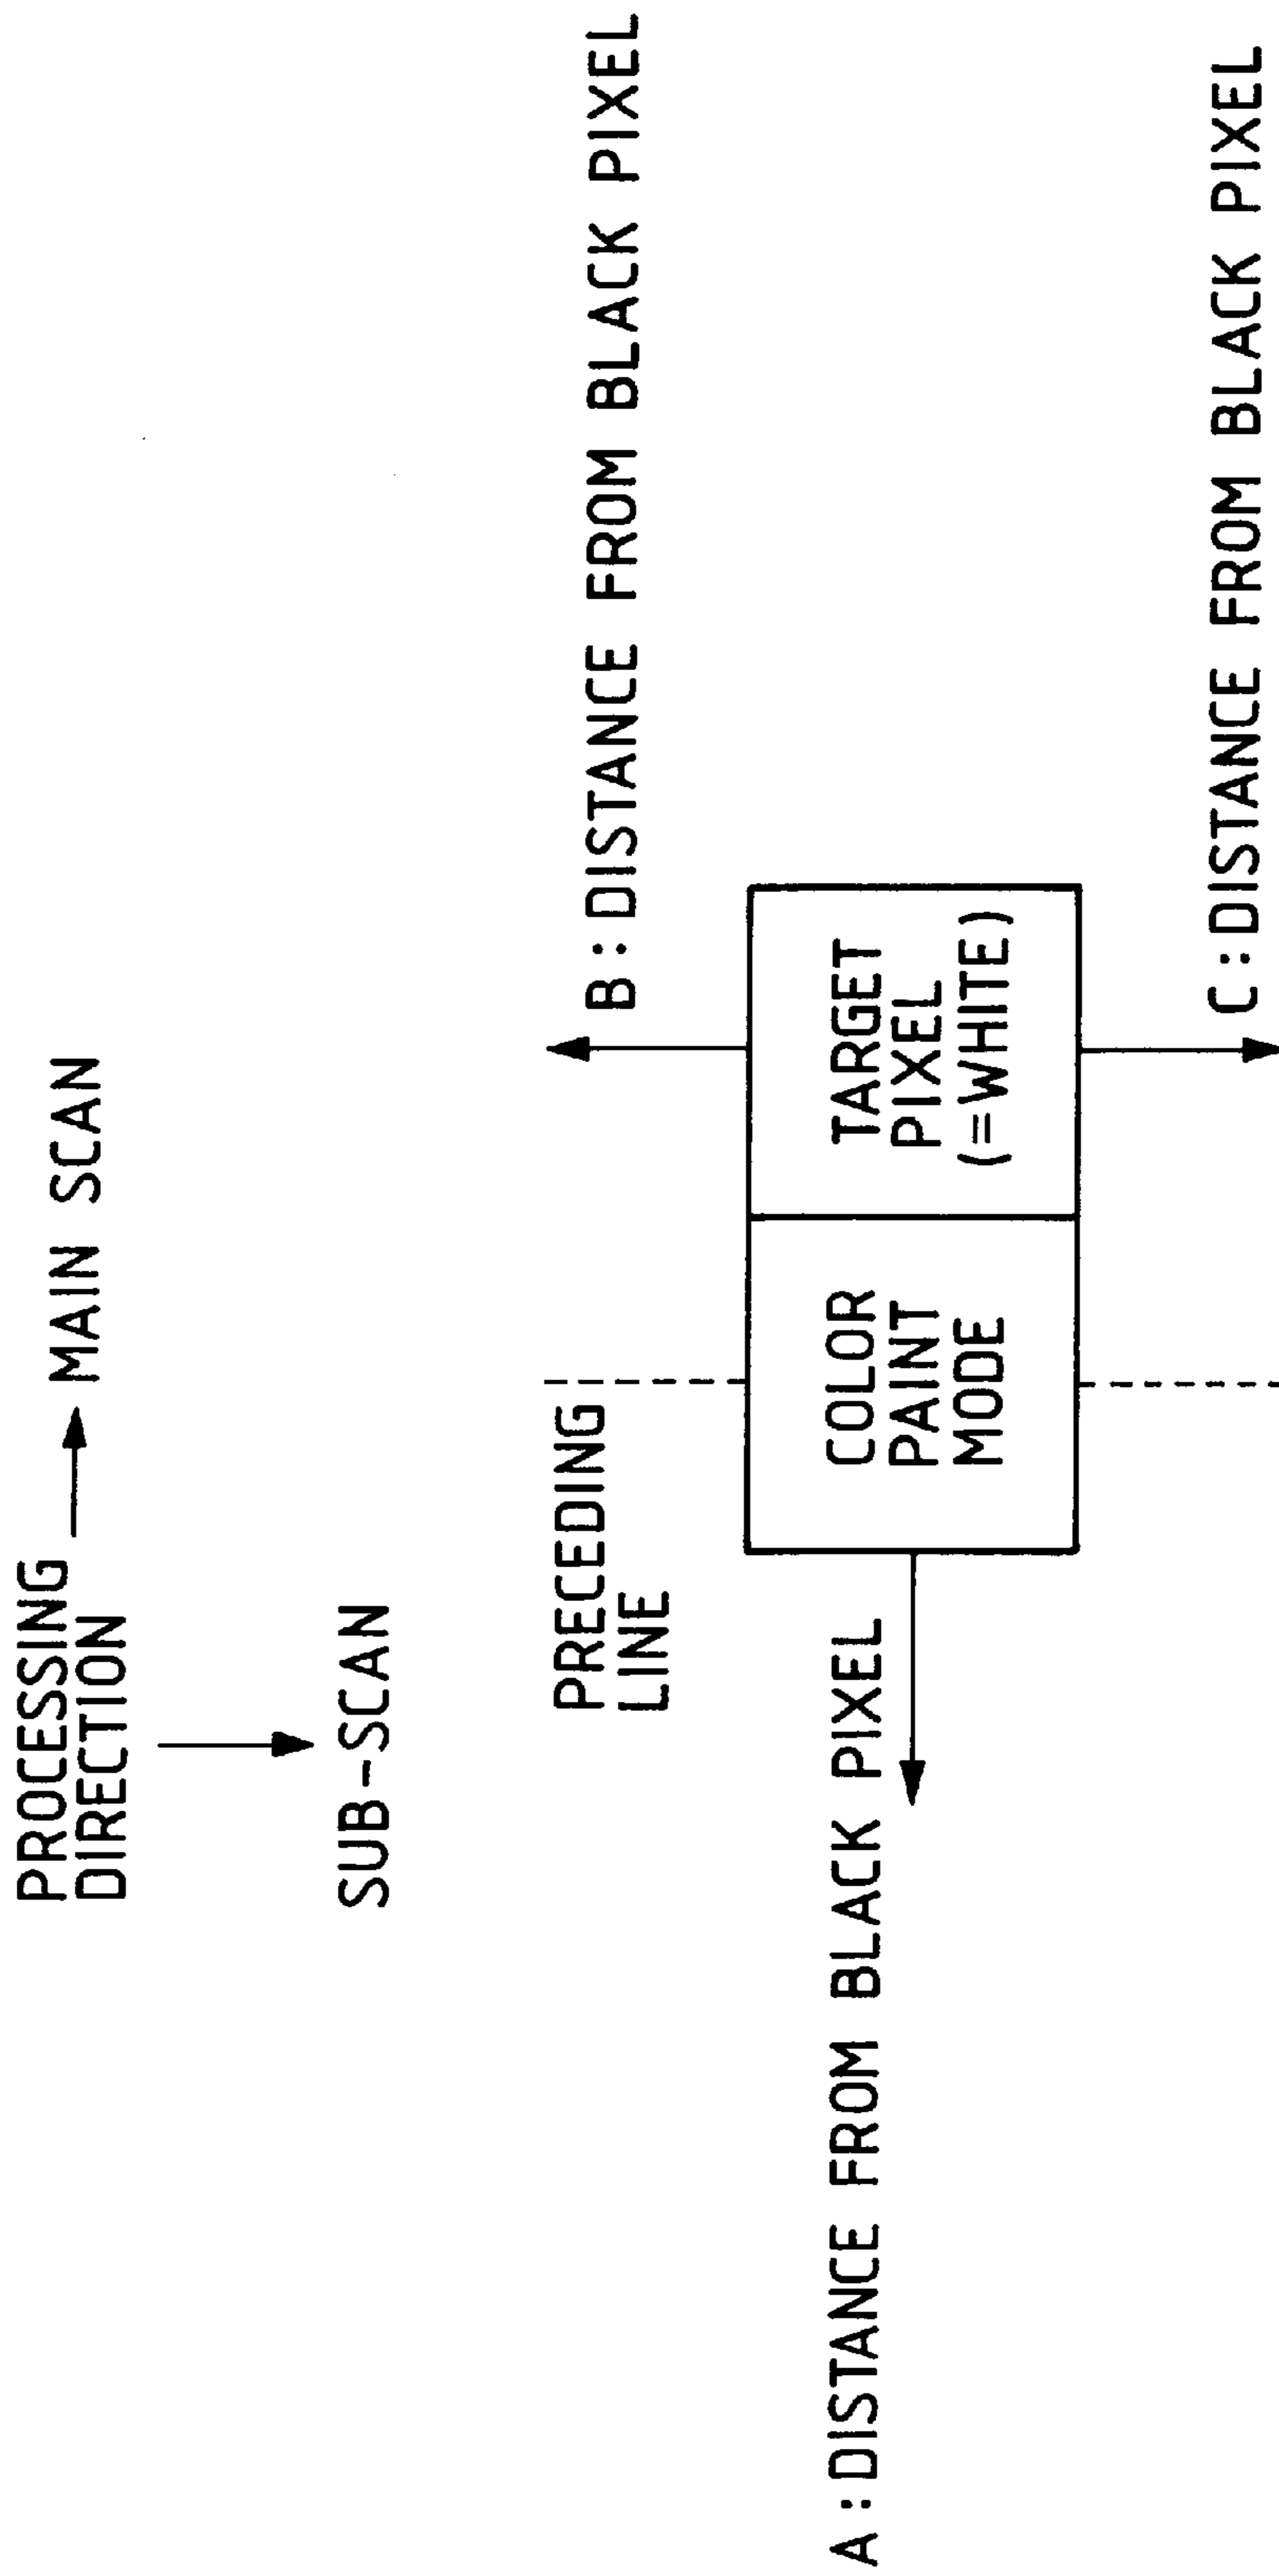 PROCESSING
DIRECTION
MAIN SCAN
SUB-SCAN
PRECEDING
LINE
B:DISTANCE FROM BLACK PIXEL
A:DISTANCE FROM BLACK PIXEL
COLOR
PAINT
MODE
TARGET
PIXEL
(=WHITE)
C:DISTANCE FROM BLACK PIXEL